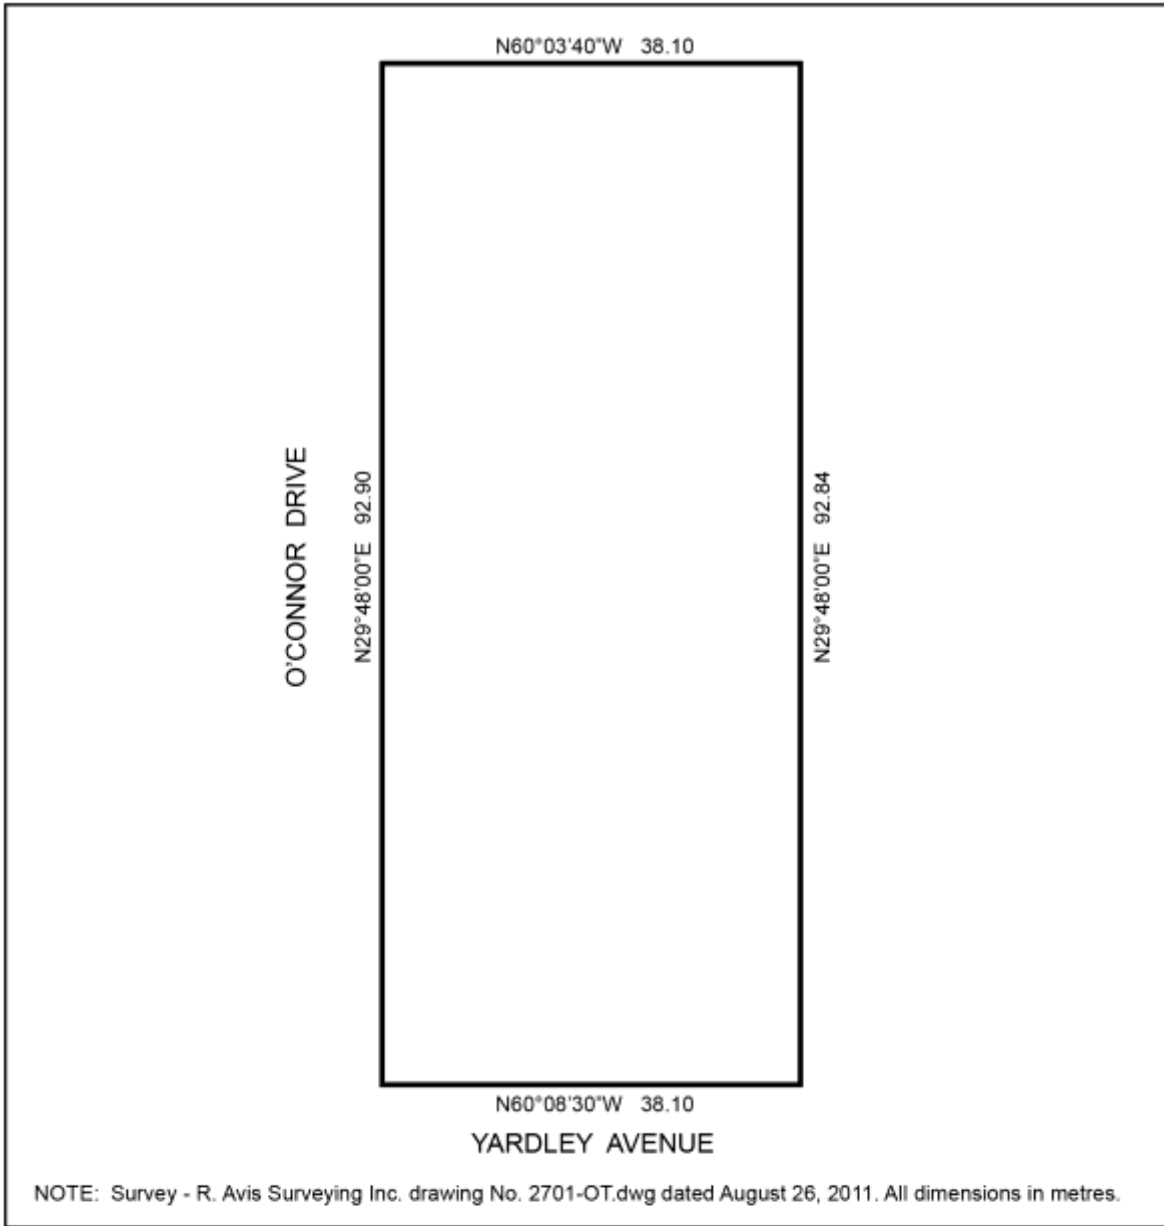 N60°03'40"W 38.10
O'CONNOR DRIVE
N29°48'00"E 92.90
N29°48'00"E 92.84
N60°08'30"W 38.10
YARDLEY AVENUE
NOTE: Survey - R. Avis Surveying Inc. drawing No. 2701-OT.dwg dated August 26, 2011. All dimensions in metres.